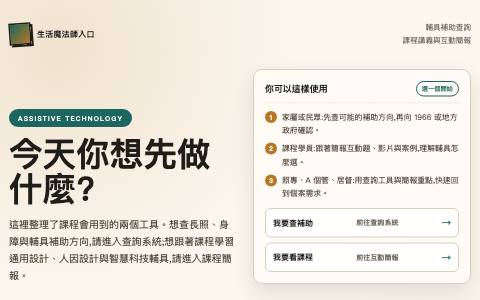 生活魔法師入口
輔具補助查詢
課程講義與互動簡報
ASSISTIVE TECHNOLOGY
今天你想先做
什麼?
這裡整理了課程會用到的兩個工具。想查長照、身
障與輔具補助方向,請進入查詢系統;想跟著課程學習
通用設計、人因設計與智慧科技輔具,請進入課程簡
報。
你可以這樣使用
選一個開始
1 家屬或民眾:先查可能的補助方向,再向 1966 或地方
政府確認。
2 課程學員:跟著簡報互動題、影片與案例,理解輔具怎
麼選。
3 照專、A 個管、居督:用查詢工具與簡報重點,快速回
到個案需求。
我要查補助 前往查詢系統 →
我要看課程 前往互動簡報 →